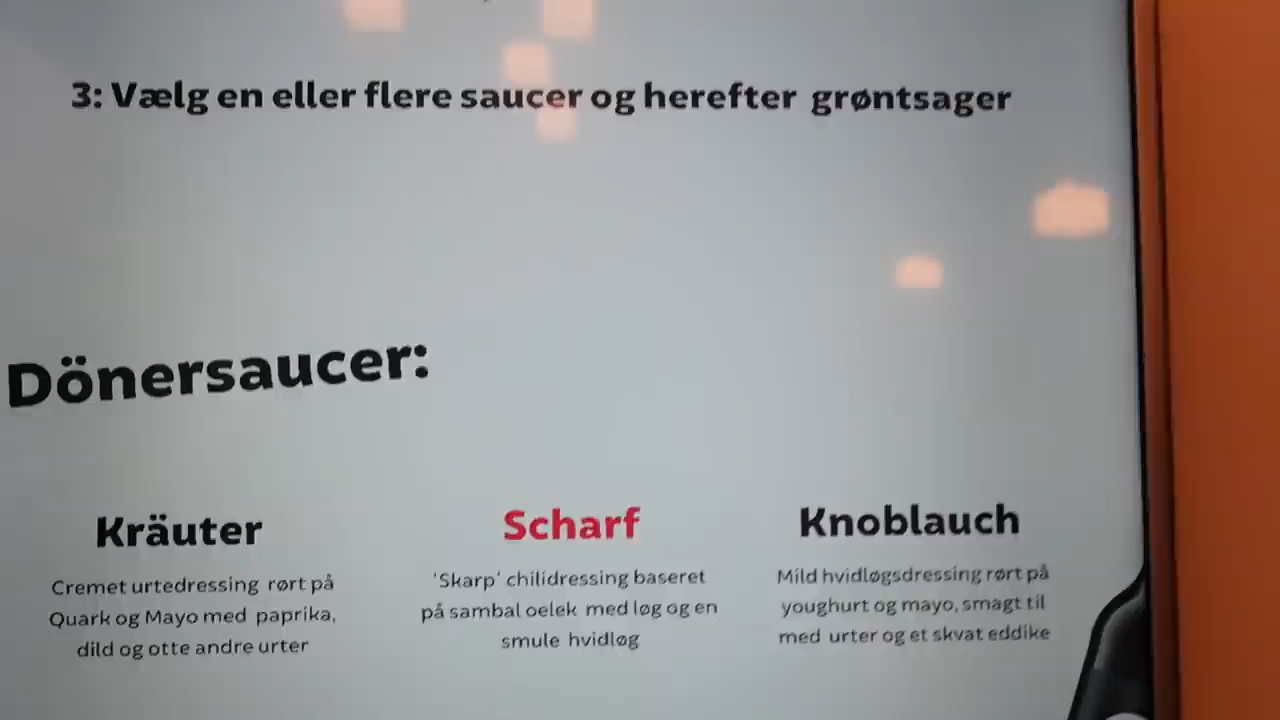 3: Vælg en eller flere saucer og herefter grøntsager
Dönersaucer:
Kräuter
Cremet urtedressing rørt på
Quark og Mayo med paprika,
dild og otte andre urter
Scharf
'Skarp' chilidressing baseret
på sambal oelek med løg og en
smule hvidløg
Knoblauch
Mild hvidløgsdressing rørt på
youghurt og mayo, smagt til
med urter og et skvat eddike